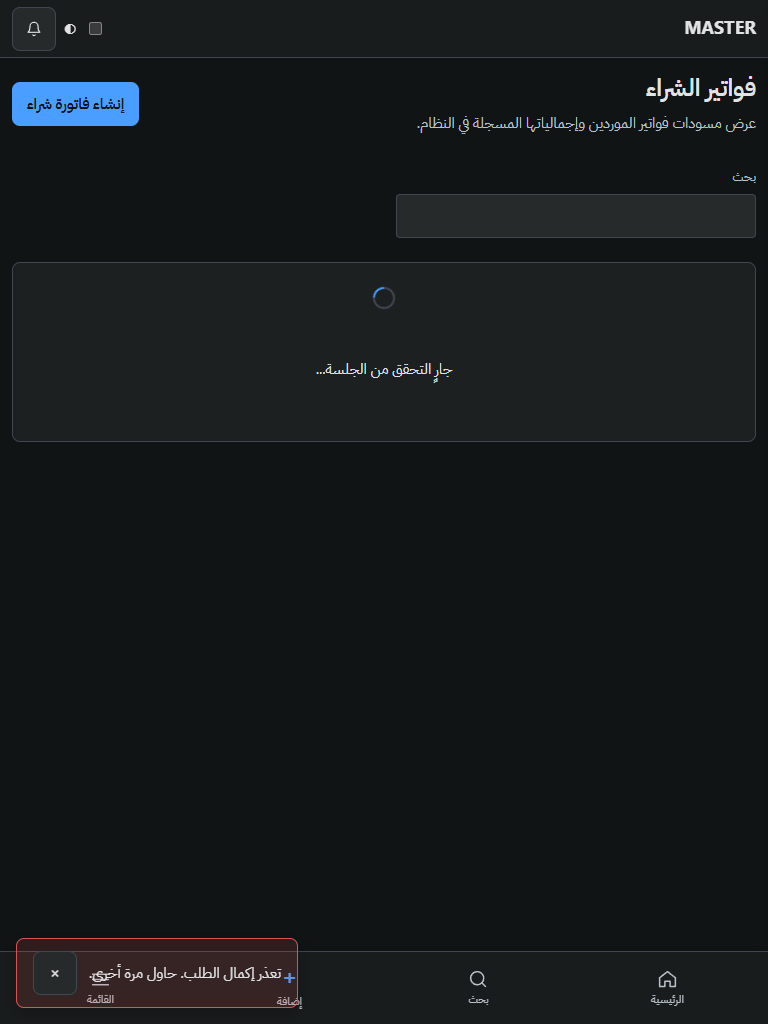 MASTER
فواتير الشراء
إنشاء فاتورة شراء
عرض مسودات فواتير الموردين وإجمالياتها المسجلة في النظام.
بحث
جارٍ التحقق من الجلسة...
تعذر إكمال الطلب. حاول مرة أخرى.
×
الرئيسية
بحث
إضافة
القائمة